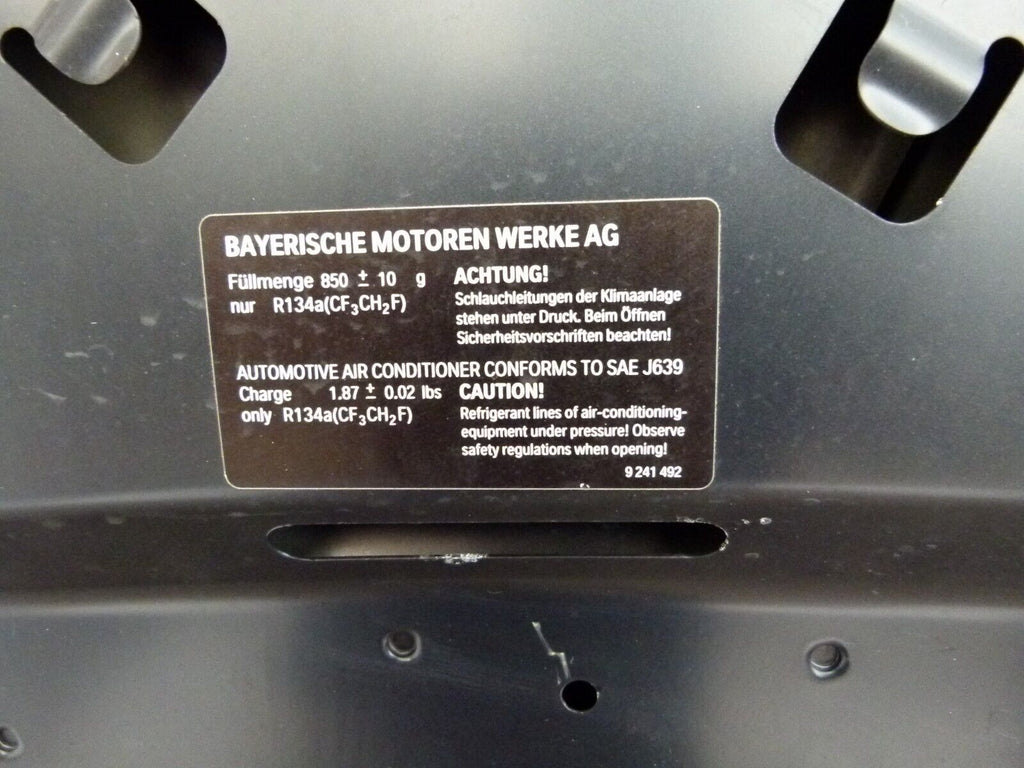 BAYERISCHE MOTOREN WERKE AG
Füllmenge 850 ± 10 g
nur R134a(CF₃CH₂F)
ACHTUNG!
Schlauchleitungen der Klimaanlage
stehen unter Druck. Beim Öffnen
Sicherheitsvorschriften beachten!
AUTOMOTIVE AIR CONDITIONER CONFORMS TO SAE J639
Charge 1.87 ± 0.02 lbs
only R134a(CF₃CH₂F)
CAUTION!
Refrigerant lines of air-conditioning-
equipment under pressure! Observe
safety regulations when opening!
9 241 492